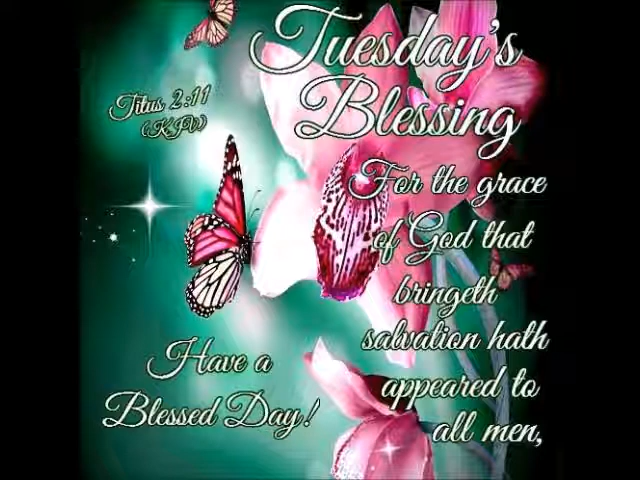 Tuesday's
Blessing
Titus 2:11
(KJV)
For the grace
of God that
bringeth
salvation hath
appeared to
all men,
Have a
Blessed Day!